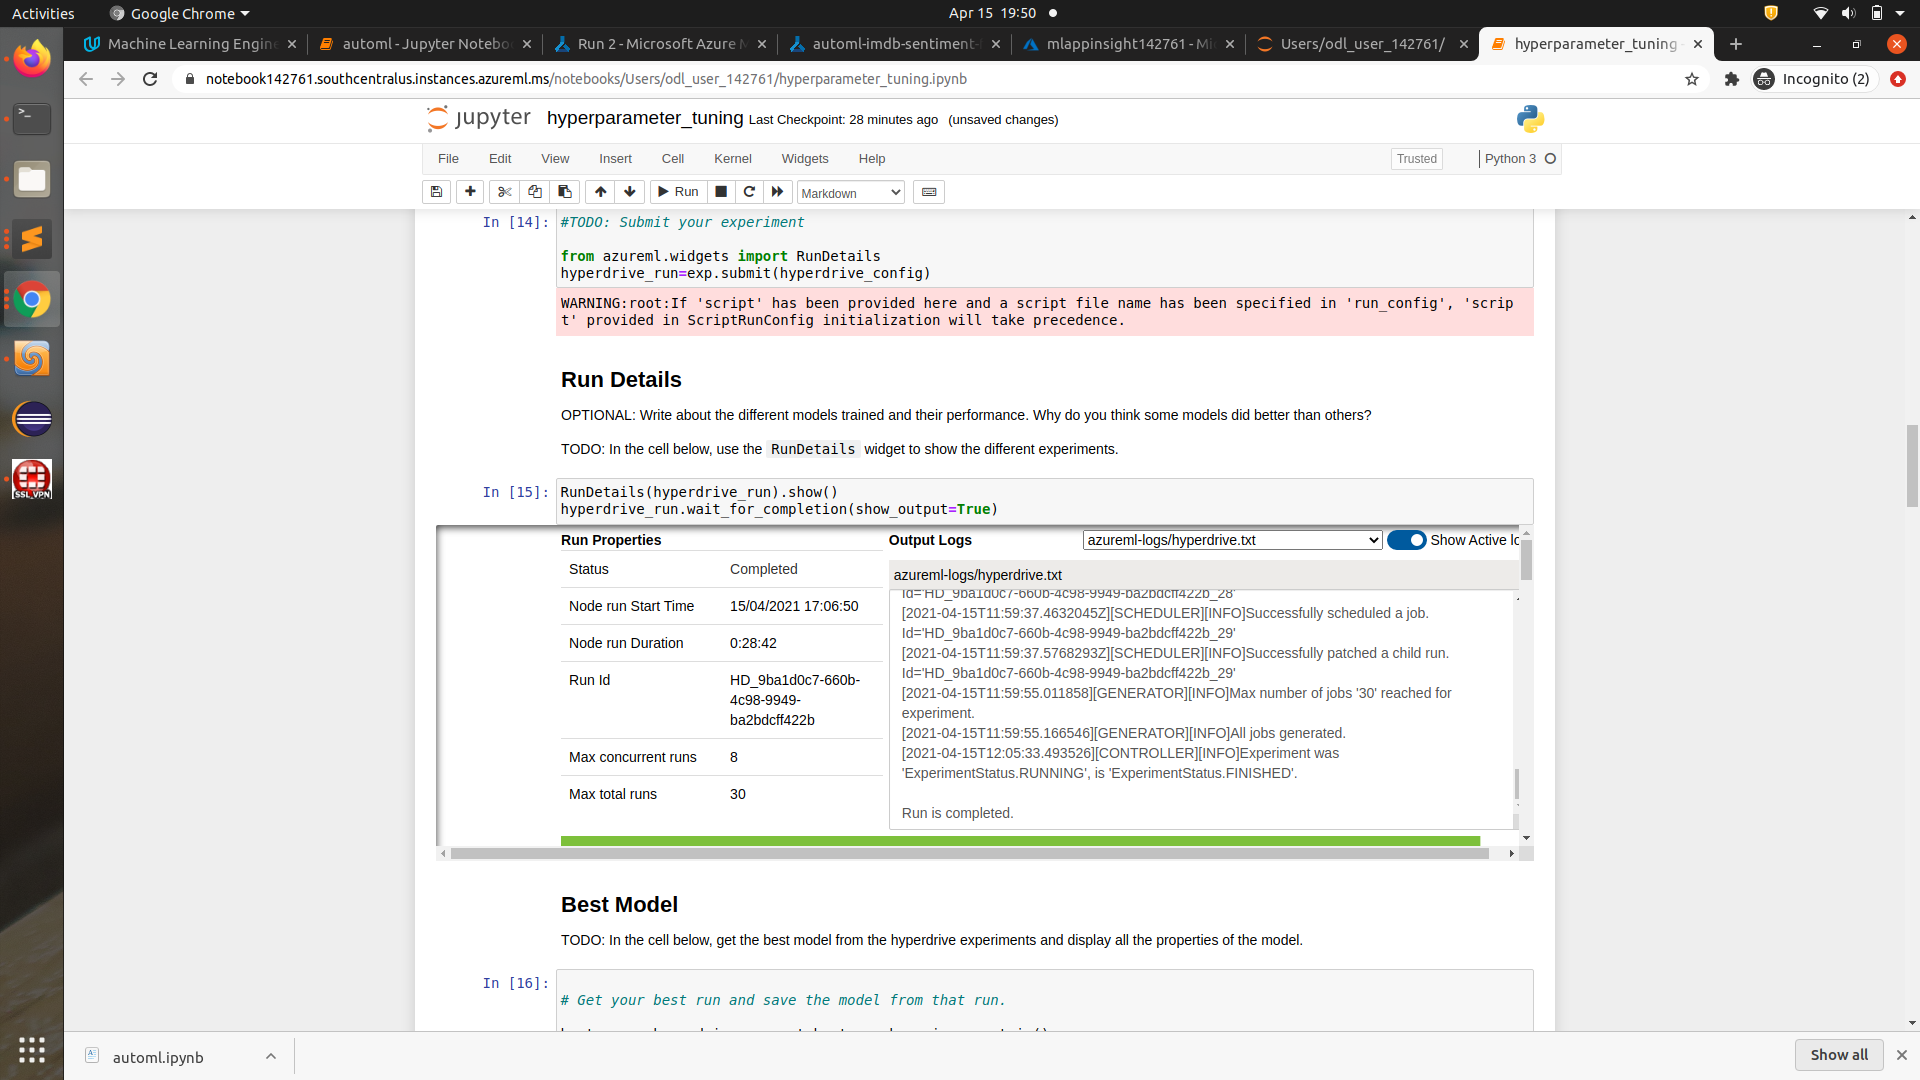 Activities
Google Chrome
Apr 15 19:50
Machine Learning Engine
automl - Jupyter Notebo
Run 2 - Microsoft Azure M
automl-imdb-sentiment-
mlappinsight142761 - Mi
Users/odl_user_142761/
hyperparameter_tuning -
notebook142761.southcentralus.instances.azureml.ms/notebooks/Users/odl_user_142761/hyperparameter_tuning.ipynb
Incognito (2)
jupyter hyperparameter_tuning Last Checkpoint: 28 minutes ago (unsaved changes)
File Edit View Insert Cell Kernel Widgets Help
Trusted Python 3
Run
Markdown
In [14]: #TODO: Submit your experiment
from azureml.widgets import RunDetails
hyperdrive_run=exp.submit(hyperdrive_config)
WARNING:root:If 'script' has been provided here and a script file name has been specified in 'run_config', 'scrip
t' provided in ScriptRunConfig initialization will take precedence.
Run Details
OPTIONAL: Write about the different models trained and their performance. Why do you think some models did better than others?
TODO: In the cell below, use the RunDetails widget to show the different experiments.
In [15]: RunDetails(hyperdrive_run).show()
hyperdrive_run.wait_for_completion(show_output=True)
Run Properties
Status Completed
Node run Start Time 15/04/2021 17:06:50
Node run Duration 0:28:42
Run Id HD_9ba1d0c7-660b-
4c98-9949-
ba2bdcff422b
Max concurrent runs 8
Max total runs 30
Output Logs
azureml-logs/hyperdrive.txt
Show Active lo
azureml-logs/hyperdrive.txt
Id='HD_9ba1d0c7-660b-4c98-9949-ba2bdcff422b_28'
[2021-04-15T11:59:37.4632045Z][SCHEDULER][INFO]Successfully scheduled a job.
Id='HD_9ba1d0c7-660b-4c98-9949-ba2bdcff422b_29'
[2021-04-15T11:59:37.5768293Z][SCHEDULER][INFO]Successfully patched a child run.
Id='HD_9ba1d0c7-660b-4c98-9949-ba2bdcff422b_29'
[2021-04-15T11:59:55.011858][GENERATOR][INFO]Max number of jobs '30' reached for
experiment.
[2021-04-15T11:59:55.166546][GENERATOR][INFO]All jobs generated.
[2021-04-15T12:05:33.493526][CONTROLLER][INFO]Experiment was
'ExperimentStatus.RUNNING', is 'ExperimentStatus.FINISHED'.
Run is completed.
Best Model
TODO: In the cell below, get the best model from the hyperdrive experiments and display all the properties of the model.
In [16]:
# Get your best run and save the model from that run.
automl.ipynb
Show all
SSL VPN